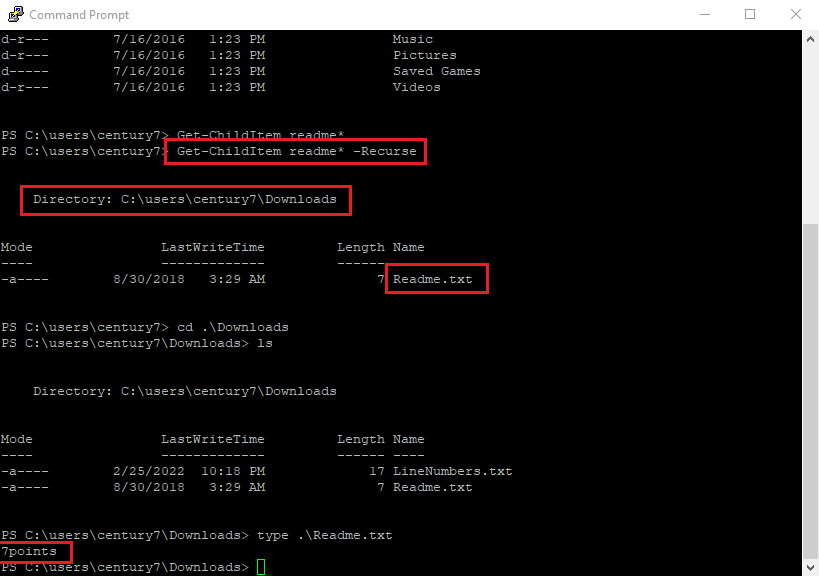 Command Prompt
d-r--- 7/16/2016 1:23 PM Music
d-r--- 7/16/2016 1:23 PM Pictures
d----- 7/16/2016 1:23 PM Saved Games
d-r--- 7/16/2016 1:23 PM Videos
PS C:\users\century7> Get-ChildItem readme*
PS C:\users\century7> Get-ChildItem readme* -Recurse
Directory: C:\users\century7\Downloads
Mode LastWriteTime Length Name
---- ------------- ------
-a---- 8/30/2018 3:29 AM 7 Readme.txt
PS C:\users\century7> cd .\Downloads
PS C:\users\century7\Downloads> ls
Directory: C:\users\century7\Downloads
Mode LastWriteTime Length Name
---- ------------- ------ ----
-a---- 2/25/2022 10:18 PM 17 LineNumbers.txt
-a---- 8/30/2018 3:29 AM 7 Readme.txt
PS C:\users\century7\Downloads> type .\Readme.txt
7points
PS C:\users\century7\Downloads>